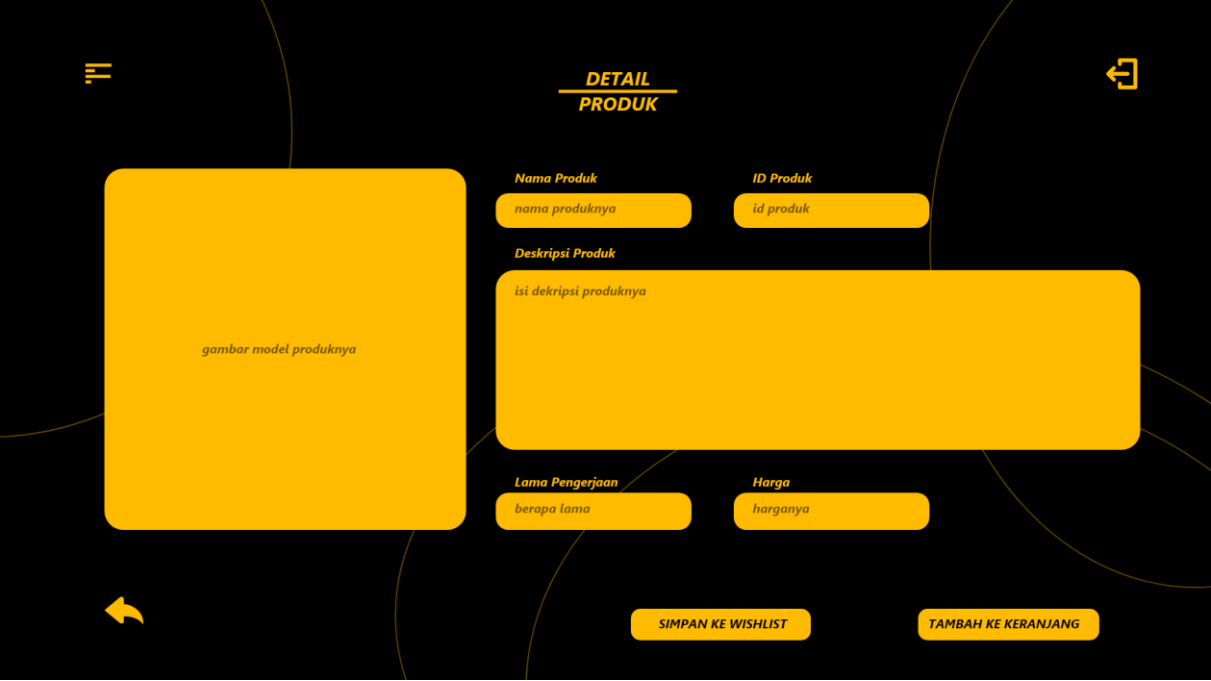 DETAIL
PRODUK
gambar model produknya
Nama Produk
ID Produk
nama produknya
id produk
Deskripsi Produk
isi dekripsi produknya
Lama Pengerjaan
Harga
berapa lama
harganya
SIMPAN KE WISHLIST
TAMBAH KE KERANJANG